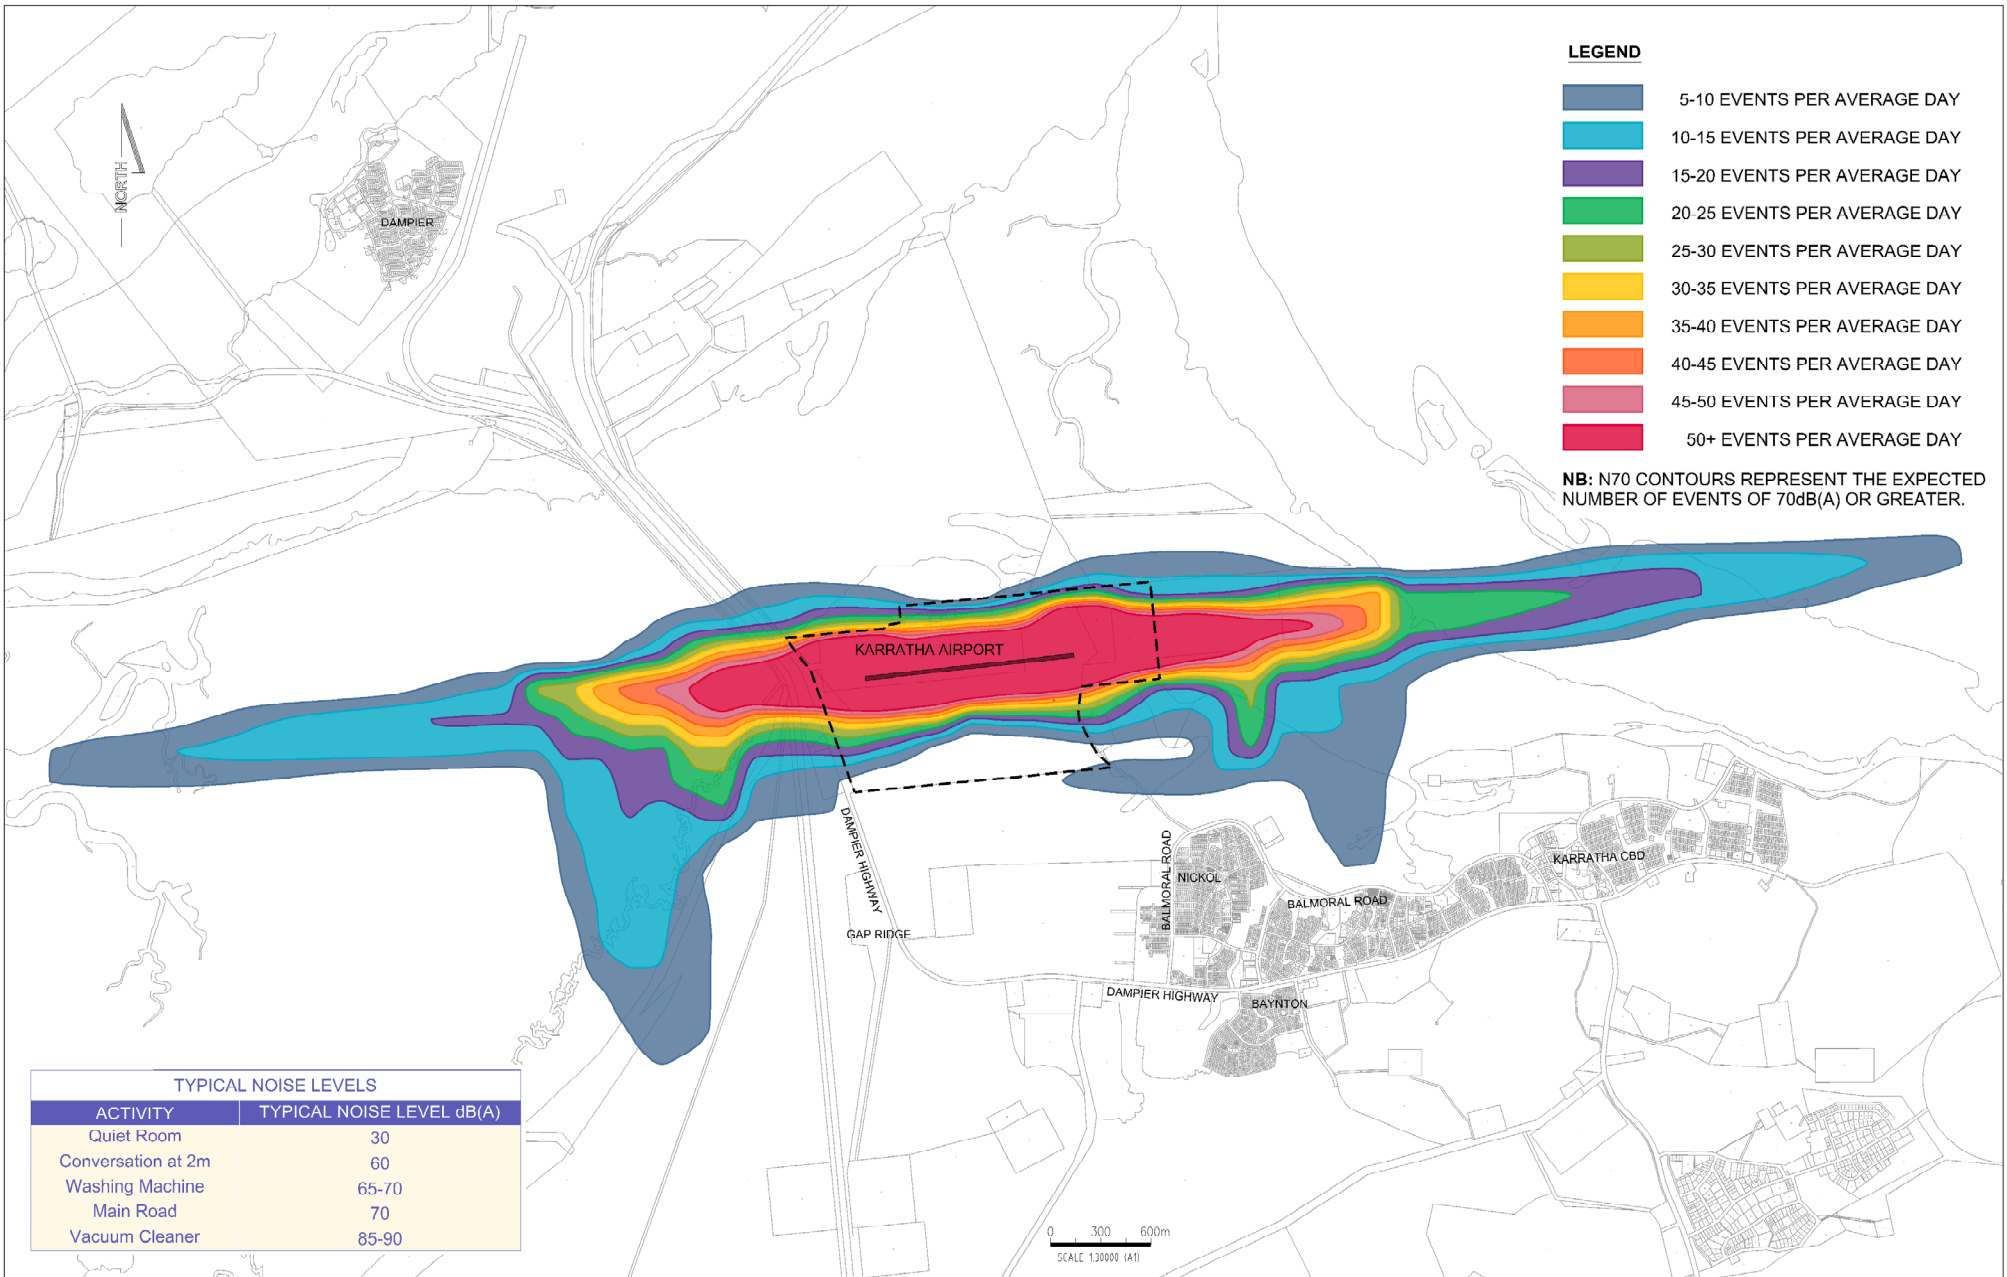 LEGEND
5-10 EVENTS PER AVERAGE DAY
10-15 EVENTS PER AVERAGE DAY
15-20 EVENTS PER AVERAGE DAY
20-25 EVENTS PER AVERAGE DAY
25-30 EVENTS PER AVERAGE DAY
30-35 EVENTS PER AVERAGE DAY
35-40 EVENTS PER AVERAGE DAY
40-45 EVENTS PER AVERAGE DAY
45-50 EVENTS PER AVERAGE DAY
50+ EVENTS PER AVERAGE DAY
NB: N70 CONTOURS REPRESENT THE EXPECTED
NUMBER OF EVENTS OF 70dB(A) OR GREATER.
NORTH
DAMPIER
KARRATHA AIRPORT
DAMPIER HIGHWAY
BALMORAL ROAD
NICKOL
KARRATHA CBD
BALMORAL ROAD
GAP RIDGE
DAMPIER HIGHWAY
BAYNTON
TYPICAL NOISE LEVELS
ACTIVITY TYPICAL NOISE LEVEL dB(A)
Quiet Room 30
Conversation at 2m 60
Washing Machine 65-70
Main Road 70
Vacuum Cleaner 85-90
0 300 600m
SCALE 1:30000 (A1)